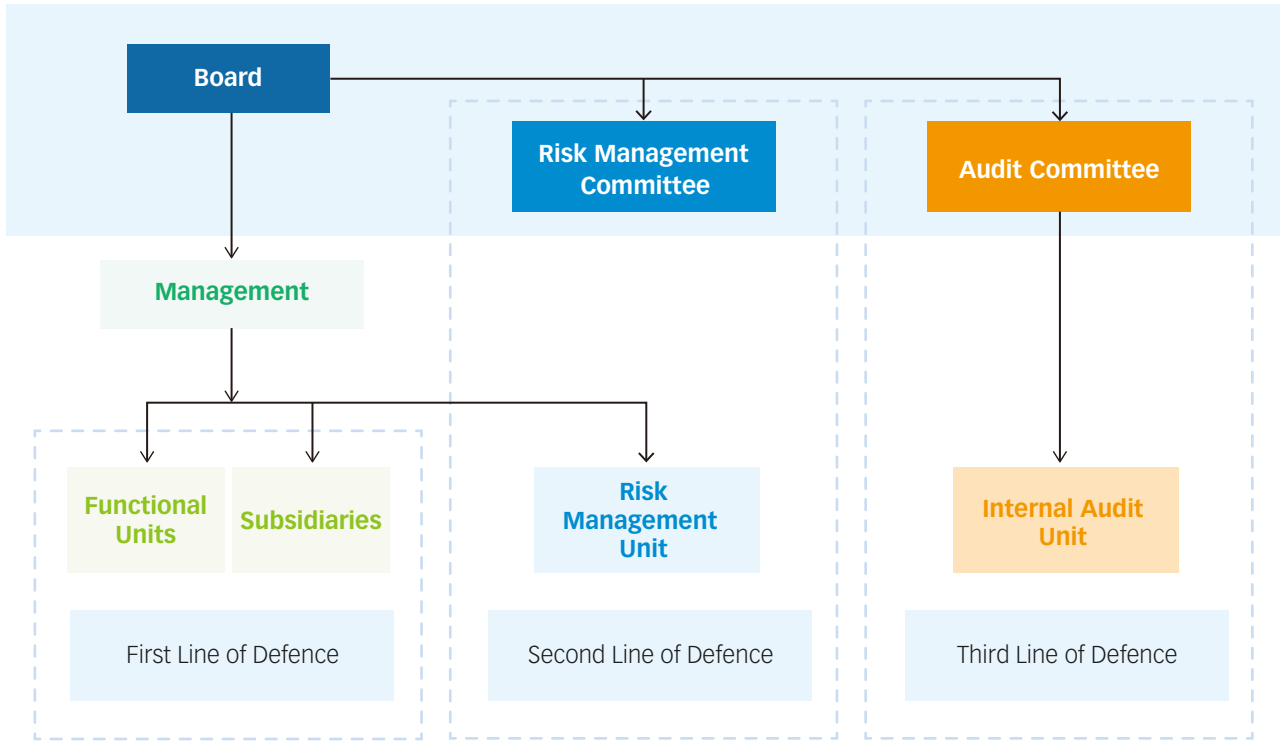 Board
Risk Management
Committee
Audit Committee
Management
Functional
Units
Subsidiaries
Risk
Management
Unit
Internal Audit
Unit
First Line of Defence
Second Line of Defence
Third Line of Defence